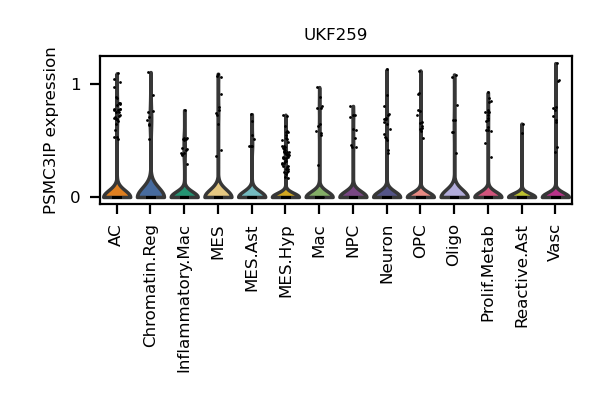 UKF259
PSMC3IP expression
1
0
AC
Chromatin.Reg
Inflammatory.Mac
MES
MES.Ast
MES.Hyp
Mac
NPC
Neuron
OPC
Oligo
Prolif.Metab
Reactive.Ast
Vasc